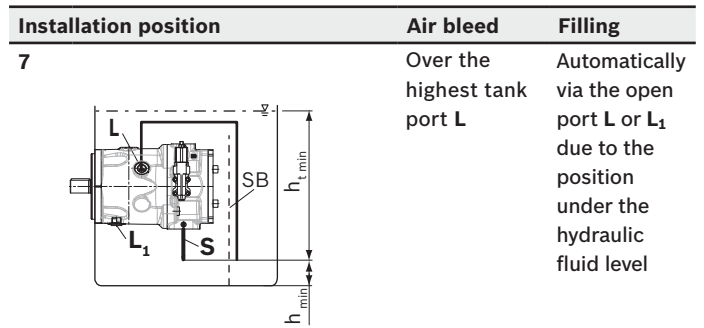 Installation position Air bleed Filling
7
Over the
highest tank
port L
Automatically
via the open
port L or L₁
due to the
position
under the
hydraulic
fluid level
L
SB
h t min
L₁
S
h min